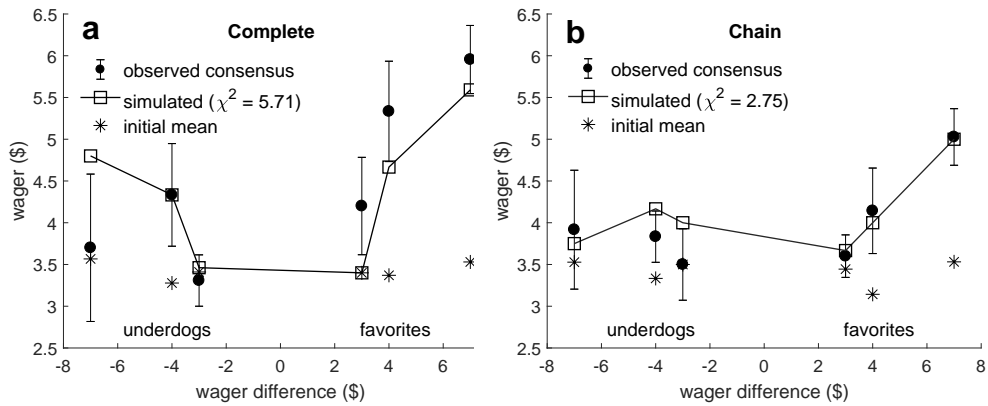 a
Complete
observed consensus
simulated (χ² = 5.71)
initial mean
6.5
6
5.5
5
4.5
4
3.5
3
2.5
wager ($)
underdogs
favorites
-8
-6
-4
-2
0
2
4
6
wager difference ($)
b
Chain
observed consensus
simulated (χ² = 2.75)
initial mean
6.5
6
5.5
5
4.5
4
3.5
3
2.5
wager ($)
underdogs
favorites
-8
-6
-4
-2
0
2
4
6
8
wager difference ($)